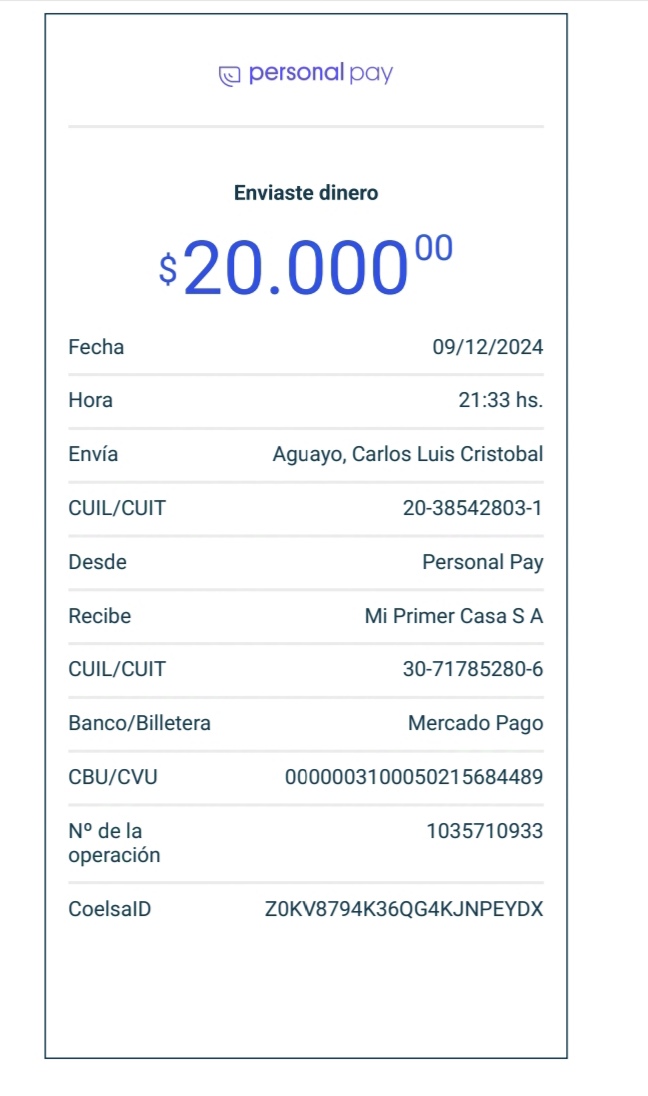 personal pay
Enviaste dinero
$20.000 00
Fecha 09/12/2024
Hora 21:33 hs.
Envía Aguayo, Carlos Luis Cristobal
CUIL/CUIT 20-38542803-1
Desde Personal Pay
Recibe Mi Primer Casa S A
CUIL/CUIT 30-71785280-6
Banco/Billetera Mercado Pago
CBU/CVU 0000003100050215684489
Nº de la 1035710933
operación
CoelsaID Z0KV8794K36QG4KJNPEYDX